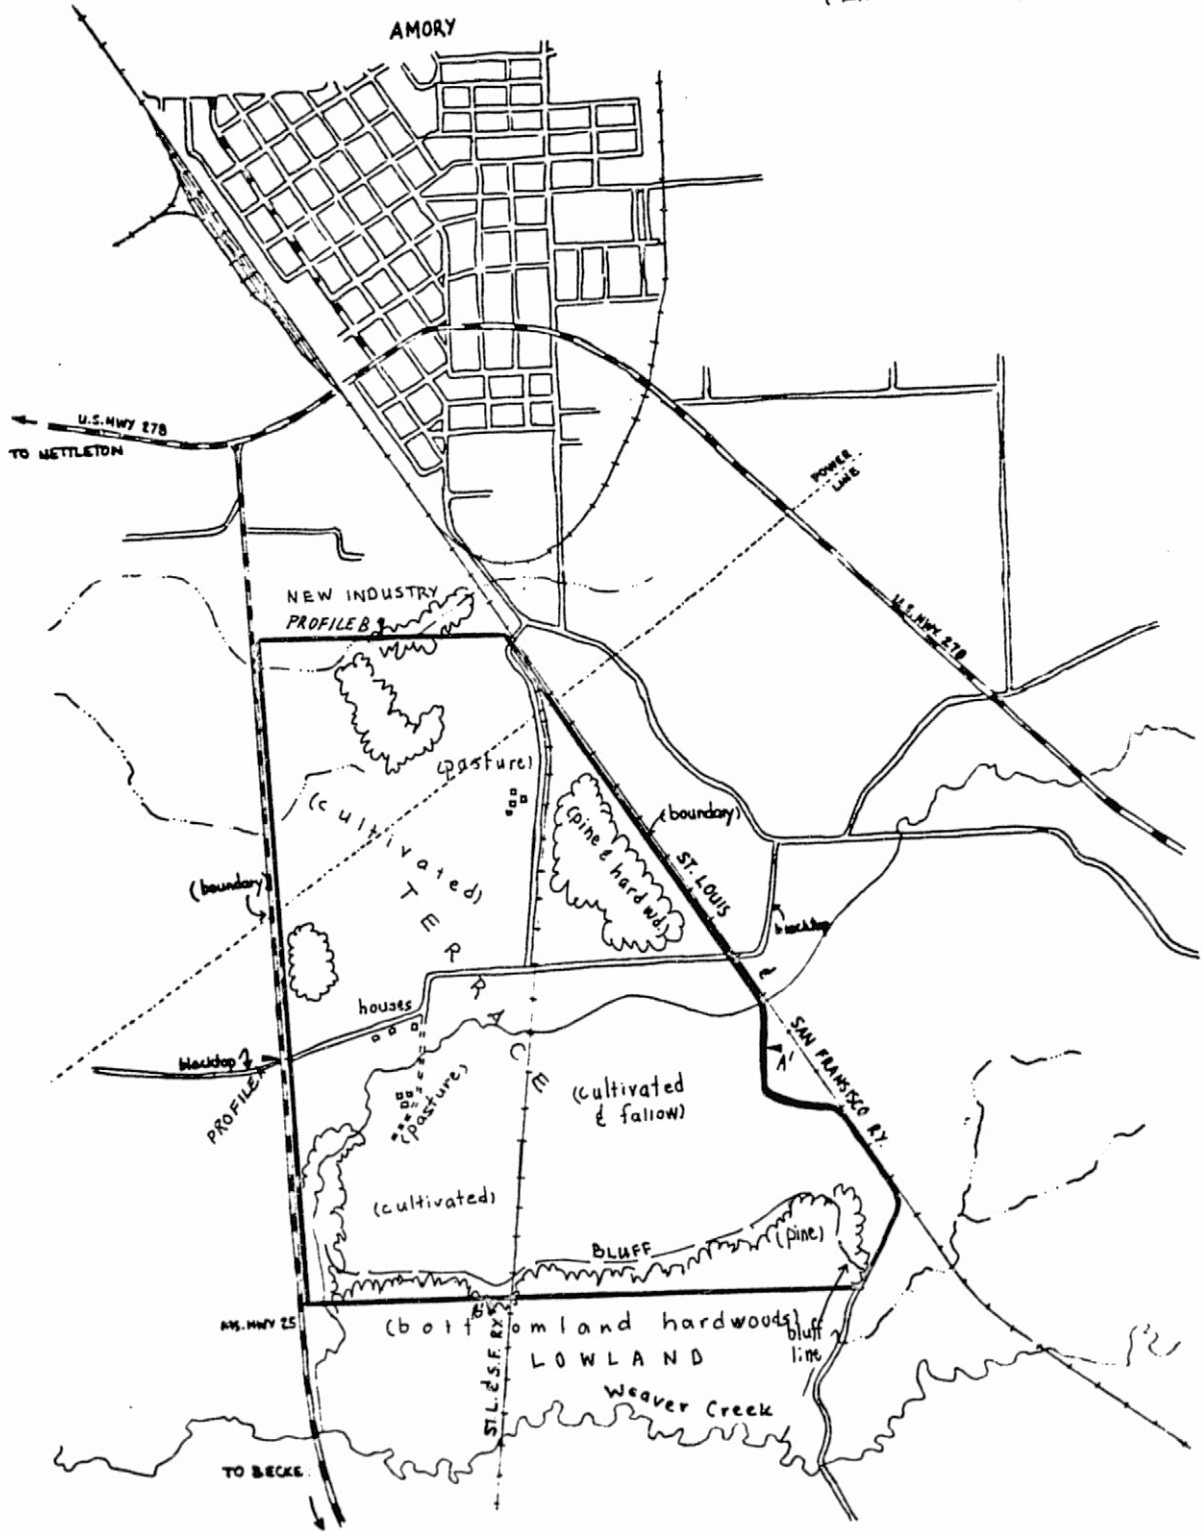 AMORY
U.S. HWY 278
TO NETTLETON
POWER
LINE
NEW INDUSTRY
PROFILE B
U.S. HWY 278
(pasture)
(cultivated)
(boundary)
(pine & hard wd.)
ST. LOUIS
(boundary)
TERRACE
blacktop
&
houses
SAN FRANSISCO RY.
blacktop
A'
PROFILE A
(pasture)
(cultivated
& fallow)
(cultivated)
BLUFF
(pine)
B'
HWY 25
(bottomland hardwoods)
bluff
line
LOWLAND
ST. L. & S.F. RY.
Weaver Creek
TO BECKE